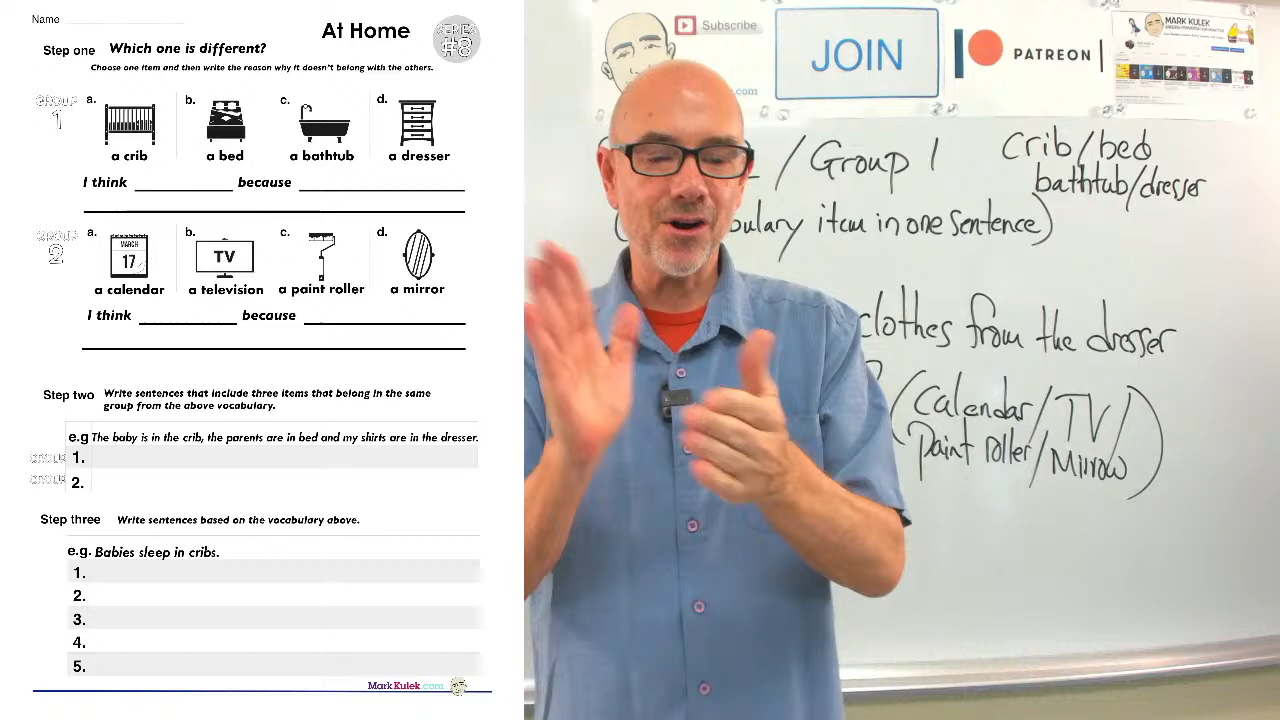 Name
At Home
Step one
Which one is different?
Choose one item and then write the reason why it doesn't belong with the others.
GROUP
1
a.
b.
c.
d.
a crib
a bed
a bathtub
a dresser
I think because
GROUP
2
a.
b.
c.
d.
MARCH
17
TV
a calendar
a television
a paint roller
a mirror
I think because
Step two
Write sentences that include three items that belong in the same
group from the above vocabulary.
e.g The baby is in the crib, the parents are in bed and my shirts are in the dresser.
1.
2.
Step three
Write sentences based on the vocabulary above.
e.g. Babies sleep in cribs.
1.
2.
3.
4.
5.
MarkKulek.com
Subscribe
JOIN
PATREON
MARK KULEK
.com
/ Group 1
crib/bed
bathtub/dresser
item in one sentence)
clothes from the dresser
(Calendar/TV/
Paint roller/Mirrow)